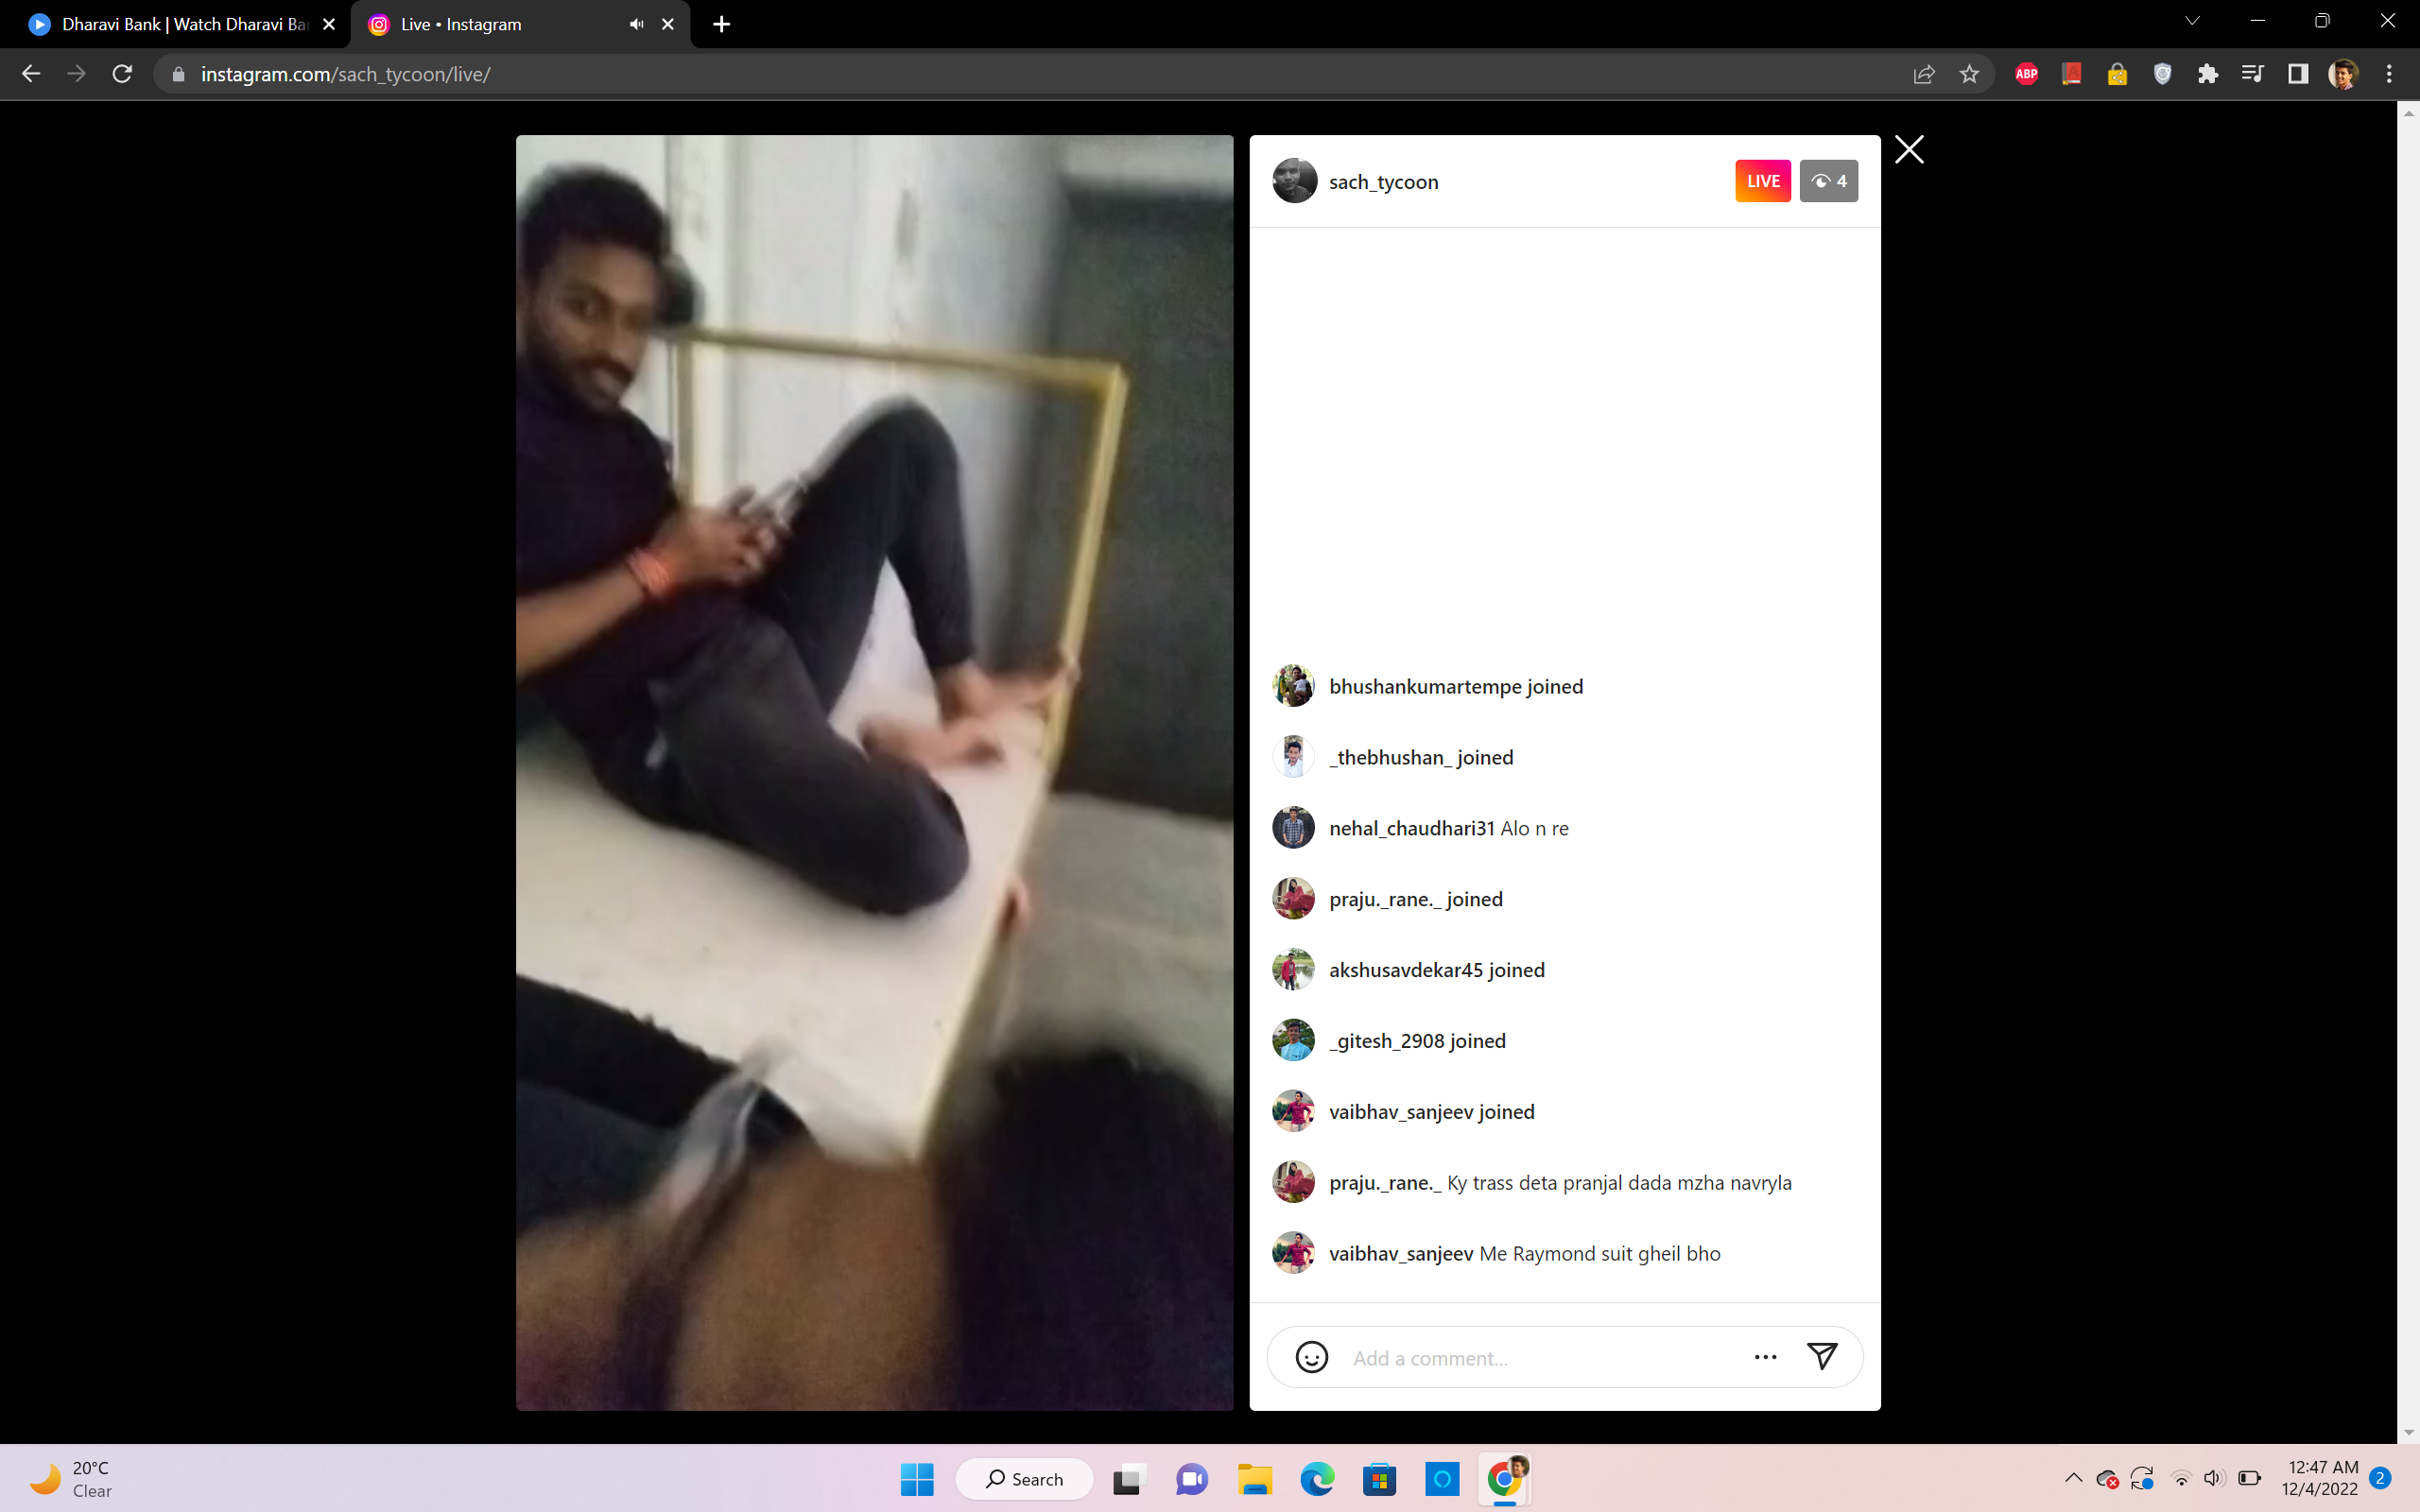 Dharavi Bank | Watch Dharavi Ba
Live • Instagram
instagram.com/sach_tycoon/live/
ABP
sach_tycoon
LIVE
4
bhushankumartempe joined
_thebhushan_ joined
nehal_chaudhari31 Alo n re
praju._rane._ joined
akshusavdekar45 joined
_gitesh_2908 joined
vaibhav_sanjeev joined
praju._rane._ Ky trass deta pranjal dada mzha navryla
vaibhav_sanjeev Me Raymond suit gheil bho
Add a comment...
20°C
Clear
Search
12:47 AM
12/4/2022
2